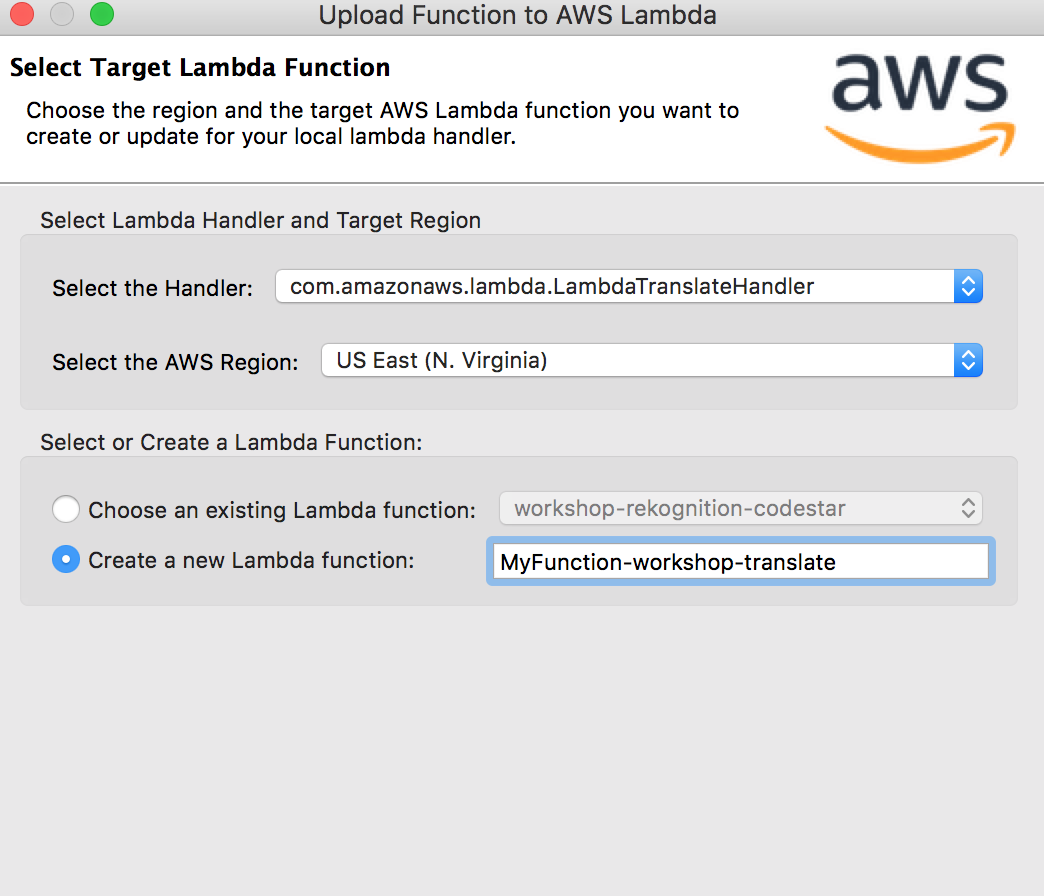 Upload Function to AWS Lambda
Select Target Lambda Function
aws
Choose the region and the target AWS Lambda function you want to
create or update for your local lambda handler.
Select Lambda Handler and Target Region
Select the Handler: com.amazonaws.lambda.LambdaTranslateHandler
Select the AWS Region: US East (N. Virginia)
Select or Create a Lambda Function:
Choose an existing Lambda function: workshop-rekognition-codestar
Create a new Lambda function: MyFunction-workshop-translate